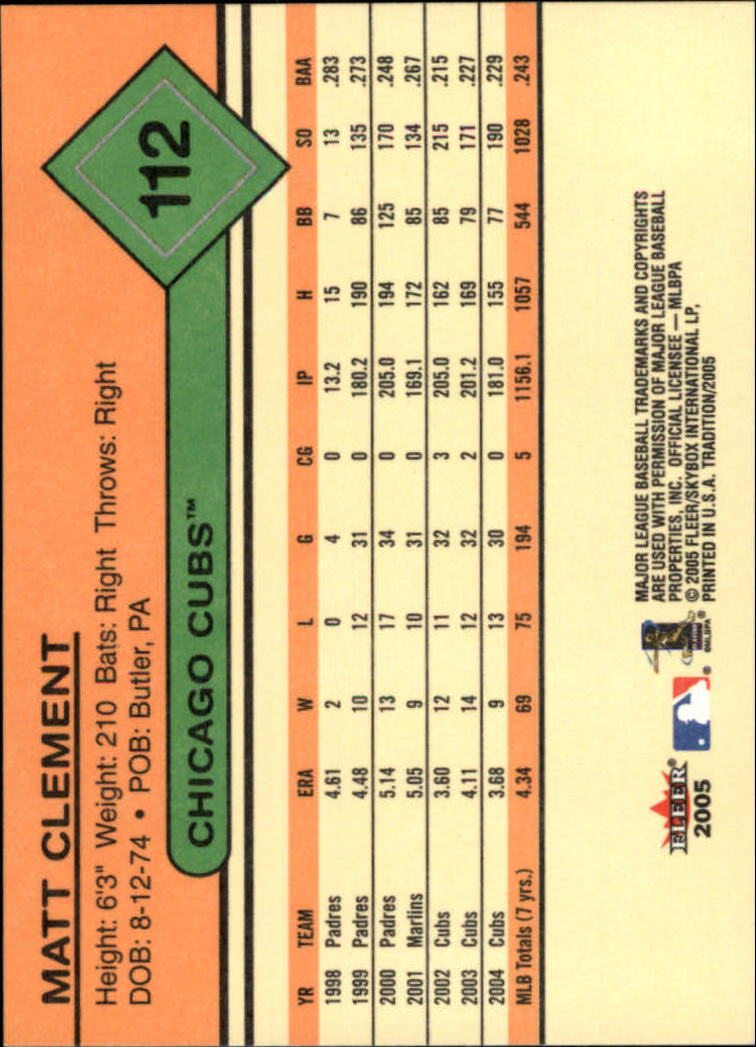 MATT CLEMENT
Height: 6'3" Weight: 210 Bats: Right Throws: Right
DOB: 8-12-74 • POB: Butler, PA
CHICAGO CUBS™
112
YR TEAM ERA W L G CG IP H BB SO BAA
1998 Padres 4.61 2 0 4 0 13.2 15 7 13 .283
1999 Padres 4.48 10 12 31 0 180.2 190 86 135 .273
2000 Padres 5.14 13 17 34 0 205.0 194 125 170 .248
2001 Marlins 5.05 9 10 31 0 169.1 172 85 134 .267
2002 Cubs 3.60 12 11 32 3 205.0 162 85 215 .215
2003 Cubs 4.11 14 12 32 2 201.2 169 79 171 .227
2004 Cubs 3.68 9 13 30 0 181.0 155 77 190 .229
MLB Totals (7 yrs.) 4.34 69 75 194 5 1156.1 1057 544 1028 .243
FLEER®
2005
®
©MLBPA
MAJOR LEAGUE BASEBALL TRADEMARKS AND COPYRIGHTS
ARE USED WITH PERMISSION OF MAJOR LEAGUE BASEBALL
PROPERTIES, INC. OFFICIAL LICENSEE — MLBPA
© 2005 FLEER/SKYBOX INTERNATIONAL LP,
PRINTED IN U.S.A. TRADITION/2005